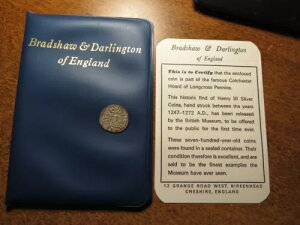 Bradshaw & Darlington
of England
Bradshaw & Darlington
of England
This is to Certify that the enclosed
coin is part of the famous Colchester
Hoard of Longcross Pennies.
This historic find of Henry III Silver
Coins, hand struck between the years
1247-1272 A.D., has been released
by the British Museum, to be offered
to the public for the first time ever.
These seven-hundred-year-old coins
were found in a sealed container. Their
condition therefore is excellent, and are
said to be the finest examples the
Museum have ever seen.
12 GRANGE ROAD WEST, BIRKENHEAD
CHESHIRE, ENGLAND